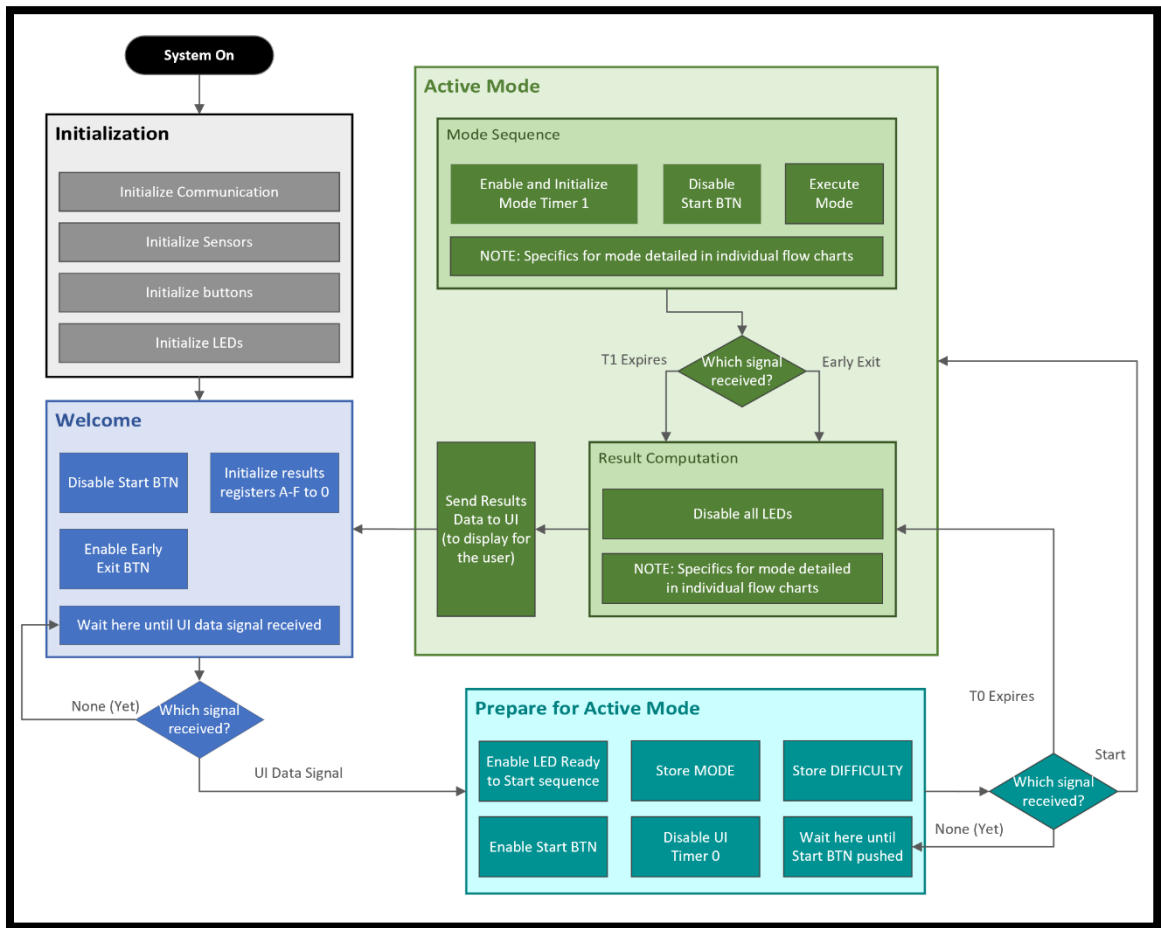 System On
Initialization
Initialize Communication
Initialize Sensors
Initialize buttons
Initialize LEDs
Welcome
Disable Start BTN
Initialize results
registers A-F to 0
Enable Early
Exit BTN
Wait here until UI data signal received
None (Yet)
Which signal
received?
UI Data Signal
Active Mode
Mode Sequence
Enable and Initialize
Mode Timer 1
Disable
Start BTN
Execute
Mode
NOTE: Specifics for mode detailed in individual flow charts
T1 Expires
Which signal
received?
Early Exit
Result Computation
Disable all LEDs
NOTE: Specifics for mode detailed
in individual flow charts
Send Results
Data to UI
(to display for
the user)
Prepare for Active Mode
Enable LED Ready
to Start sequence
Store MODE
Store DIFFICULTY
Enable Start BTN
Disable UI
Timer 0
Wait here until
Start BTN pushed
T0 Expires
Start
Which signal
received?
None (Yet)